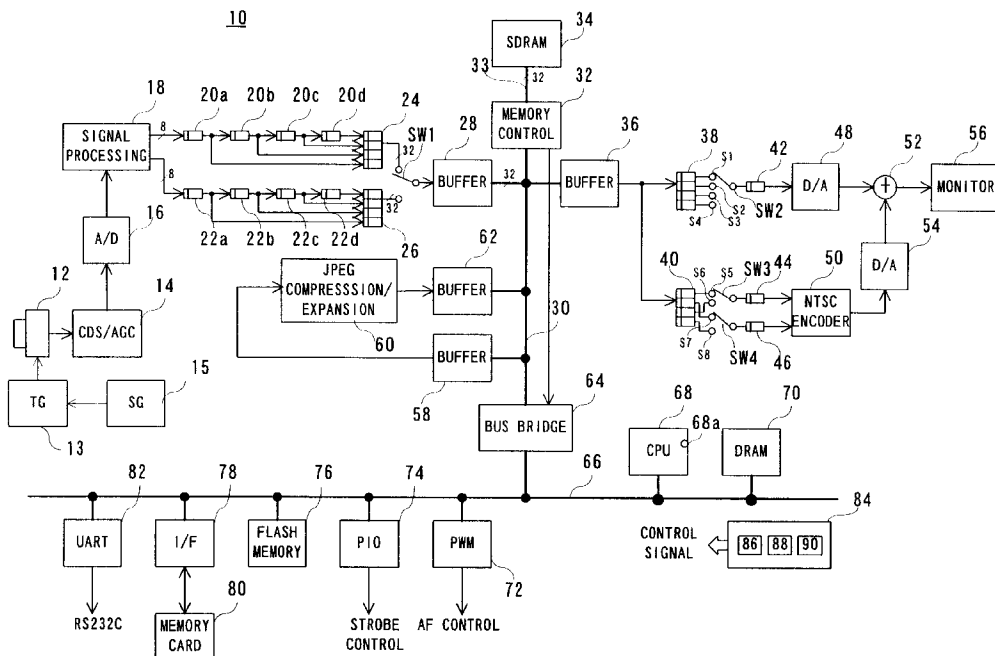 10
34
SDRAM
33
32
32
18
20a
20b
20c
20d
24
SW1
28
MEMORY CONTROL
36
38
S1
42
48
52
56
SIGNAL PROCESSING
8
8
32
32
BUFFER
32
BUFFER
S4
S2
S3
SW2
D/A
MONITOR
16
A/D
22a
22b
22c
22d
26
62
40
S6
S5
SW3
44
50
54
D/A
12
14
CDS/AGC
JPEG COMPRESSSION/ EXPANSION
60
BUFFER
30
S7
S8
SW4
46
NTSC ENCODER
15
BUFFER
58
64
TG
13
SG
BUS BRIDGE
68
68a
CPU
70
DRAM
66
82
78
76
74
84
UART
I/F
FLASH MEMORY
PIO
PWM
72
CONTROL SIGNAL
86
88
90
80
RS232C
MEMORY CARD
STROBE CONTROL
AF CONTROL